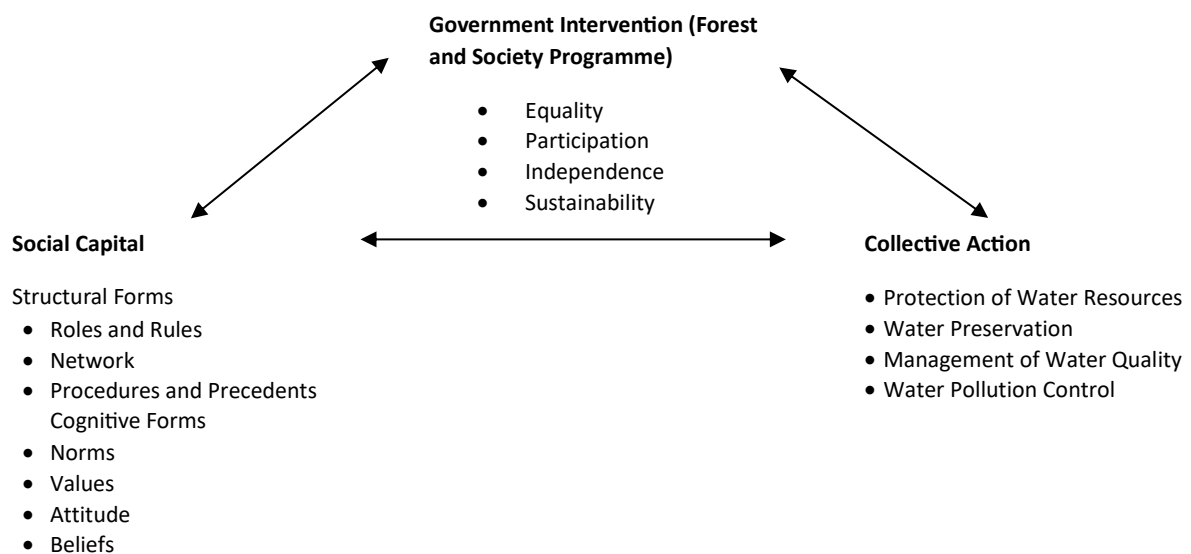 Government Intervention (Forest
and Society Programme)
• Equality
• Participation
• Independence
• Sustainability
Social Capital
Structural Forms
• Roles and Rules
• Network
• Procedures and Precedents
Cognitive Forms
• Norms
• Values
• Attitude
• Beliefs
Collective Action
• Protection of Water Resources
• Water Preservation
• Management of Water Quality
• Water Pollution Control